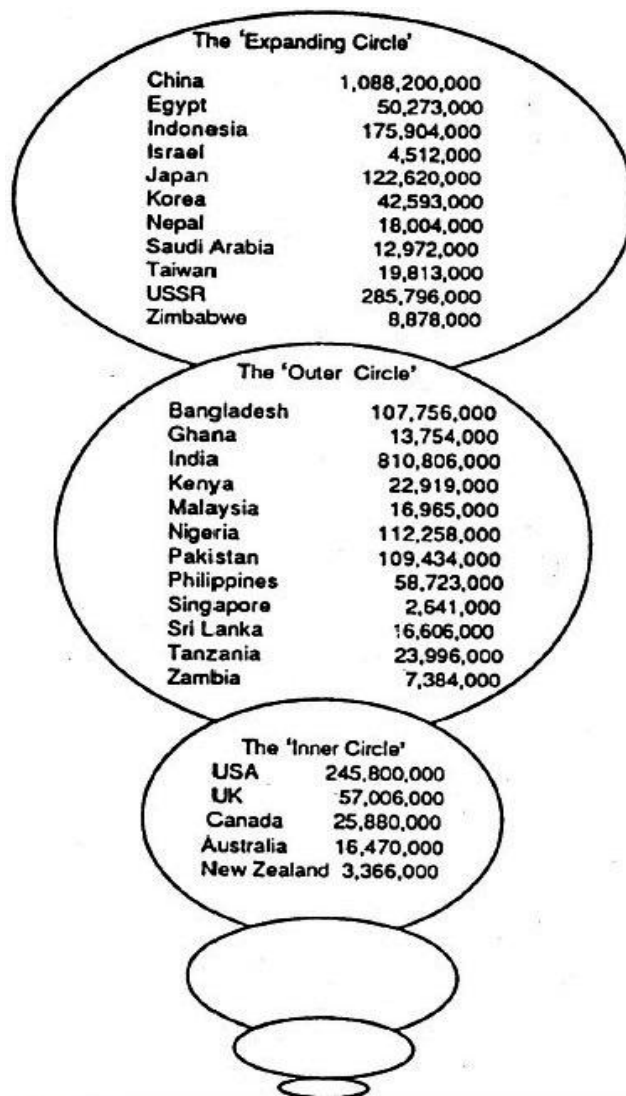 The 'Expanding Circle'
China 1,088,200,000
Egypt 50,273,000
Indonesia 175,904,000
Israel 4,512,000
Japan 122,620,000
Korea 42,593,000
Nepal 18,004,000
Saudi Arabia 12,972,000
Taiwan 19,813,000
USSR 285,796,000
Zimbabwe 8,878,000
The 'Outer Circle'
Bangladesh 107,756,000
Ghana 13,754,000
India 810,806,000
Kenya 22,919,000
Malaysia 16,965,000
Nigeria 112,258,000
Pakistan 109,434,000
Philippines 58,723,000
Singapore 2,641,000
Sri Lanka 16,606,000
Tanzania 23,996,000
Zambia 7,384,000
The 'Inner Circle'
USA 245,800,000
UK 57,006,000
Canada 25,880,000
Australia 16,470,000
New Zealand 3,366,000